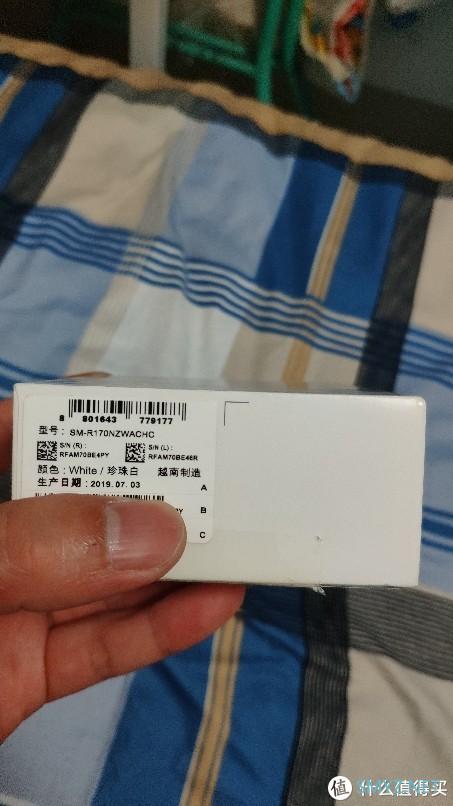 8 801643 779177
型号: SM-R170NZWACHC
S/N (R) : S/N (L) :
RFAM70BE4PY RFAM70BE46R
颜色 : White / 珍珠白 越南制造
生产日期 : 2019.07.03 A
B
C
值 什么值得买